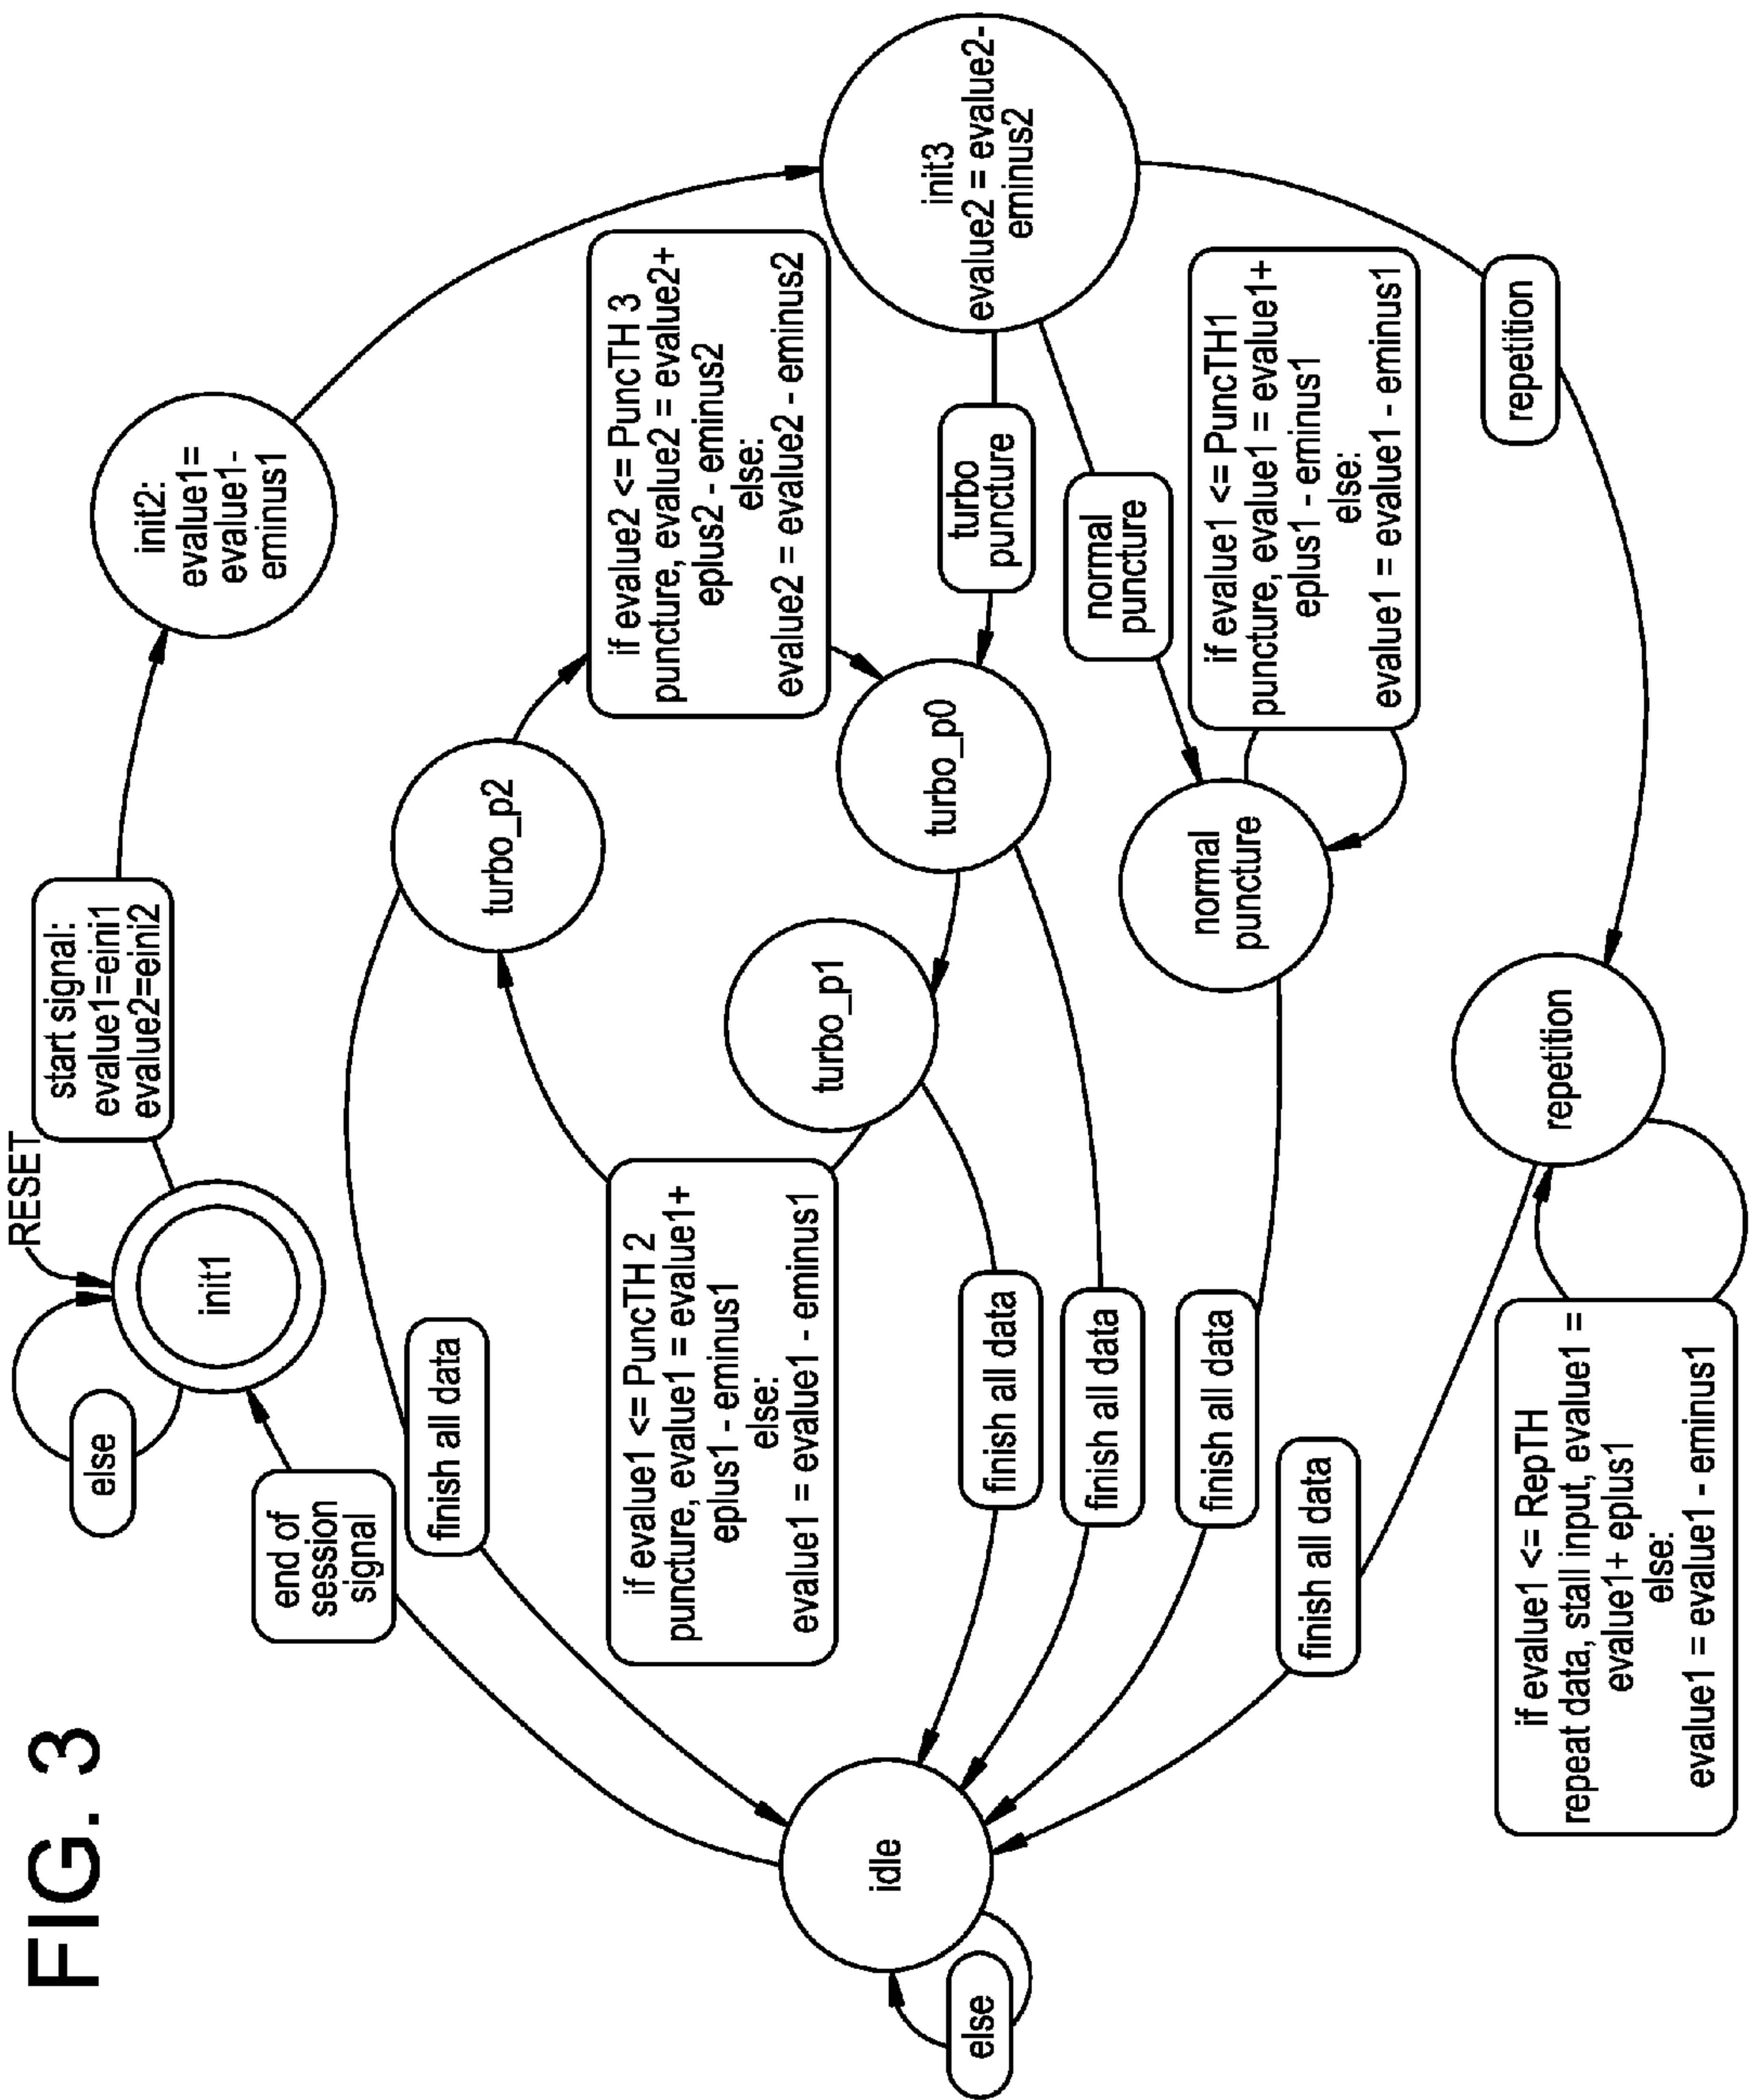 FIG. 3
RESET
init1
else
start signal:
evalue1=eini1
evalue2=eini2
init2:
evalue1=
evalue1-
eminus1
init3
evalue2 = evalue2-
eminus2
end of
session
signal
finish all data
turbo_p2
if evalue2 <= PuncTH 3
puncture, evalue2 = evalue2+
eplus2 - eminus2
else:
evalue2 = evalue2 - eminus2
if evalue1 <= PuncTH 2
puncture, evalue1 = evalue1+
eplus1 - eminus1
else:
evalue1 = evalue1 - eminus1
turbo_p1
turbo_p0
turbo
puncture
normal
puncture
idle
else
finish all data
finish all data
finish all data
finish all data
normal
puncture
if evalue1 <= PuncTH1
puncture, evalue1 = evalue1+
eplus1 - eminus1
else:
evalue1 = evalue1 - eminus1
repetition
repetition
if evalue1 <= RepTH
repeat data, stall input, evalue1 =
evalue1+ eplus1
else:
evalue1 = evalue1 - eminus1